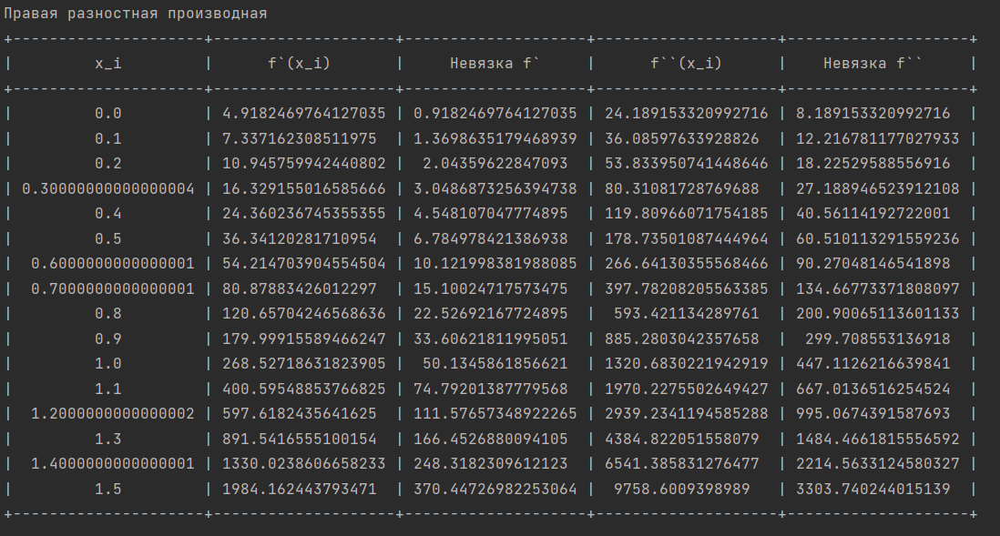 Правая разностная производная
+---------------------+--------------------+--------------------+--------------------+--------------------+
|         x_i         |      f`(x_i)       |     Невязка f`     |      f``(x_i)      |    Невязка f``     |
+---------------------+--------------------+--------------------+--------------------+--------------------+
|         0.0         | 4.9182469764127035 | 0.9182469764127035 | 24.189153320992716 | 8.189153320992716  |
|         0.1         | 7.337162308511975  | 1.3698635179468939 | 36.08597633928826  | 12.216781177027933 |
|         0.2         | 10.945759942440802 |  2.04359622847093  | 53.833950741448646 | 18.22529588556916  |
| 0.30000000000000004 | 16.329155016585666 | 3.0486873256394738 | 80.31081728769688  | 27.188946523912108 |
|         0.4         | 24.360236745355355 | 4.548107047774895  | 119.80966071754185 | 40.56114192722001  |
|         0.5         | 36.34120281710954  | 6.784978421386938  | 178.73501087444964 | 60.510113291559236 |
|  0.6000000000000001 | 54.214703904554504 | 10.121998381988085 | 266.64130355568466 | 90.27048146541898  |
|  0.7000000000000001 | 80.87883426012297  | 15.10024717573475  | 397.78208205563385 | 134.66773371808097 |
|         0.8         | 120.65704246568636 | 22.52692167724895  |  593.421134289761  | 200.90065113601133 |
|         0.9         | 179.99915589466247 | 33.60621811995051  | 885.2803042357658  |  299.708553136918  |
|         1.0         | 268.52718631823905 |  50.1345861856621  | 1320.6830221942919 | 447.1126216639841  |
|         1.1         | 400.59548853766825 | 74.79201387779568  | 1970.2275502649427 | 667.0136516254524  |
|  1.2000000000000002 | 597.6182435641625  | 111.57657348922265 | 2939.2341194585288 | 995.0674391587693  |
|         1.3         | 891.5416555100154  | 166.4526880094105  | 4384.822051558079  | 1484.4661815556592 |
|  1.4000000000000001 | 1330.0238606658233 | 248.3182309612123  | 6541.385831276477  | 2214.5633124580327 |
|         1.5         | 1984.162443793471  | 370.44726982253064 |  9758.6009398989   | 3303.740244015139  |
+---------------------+--------------------+--------------------+--------------------+--------------------+